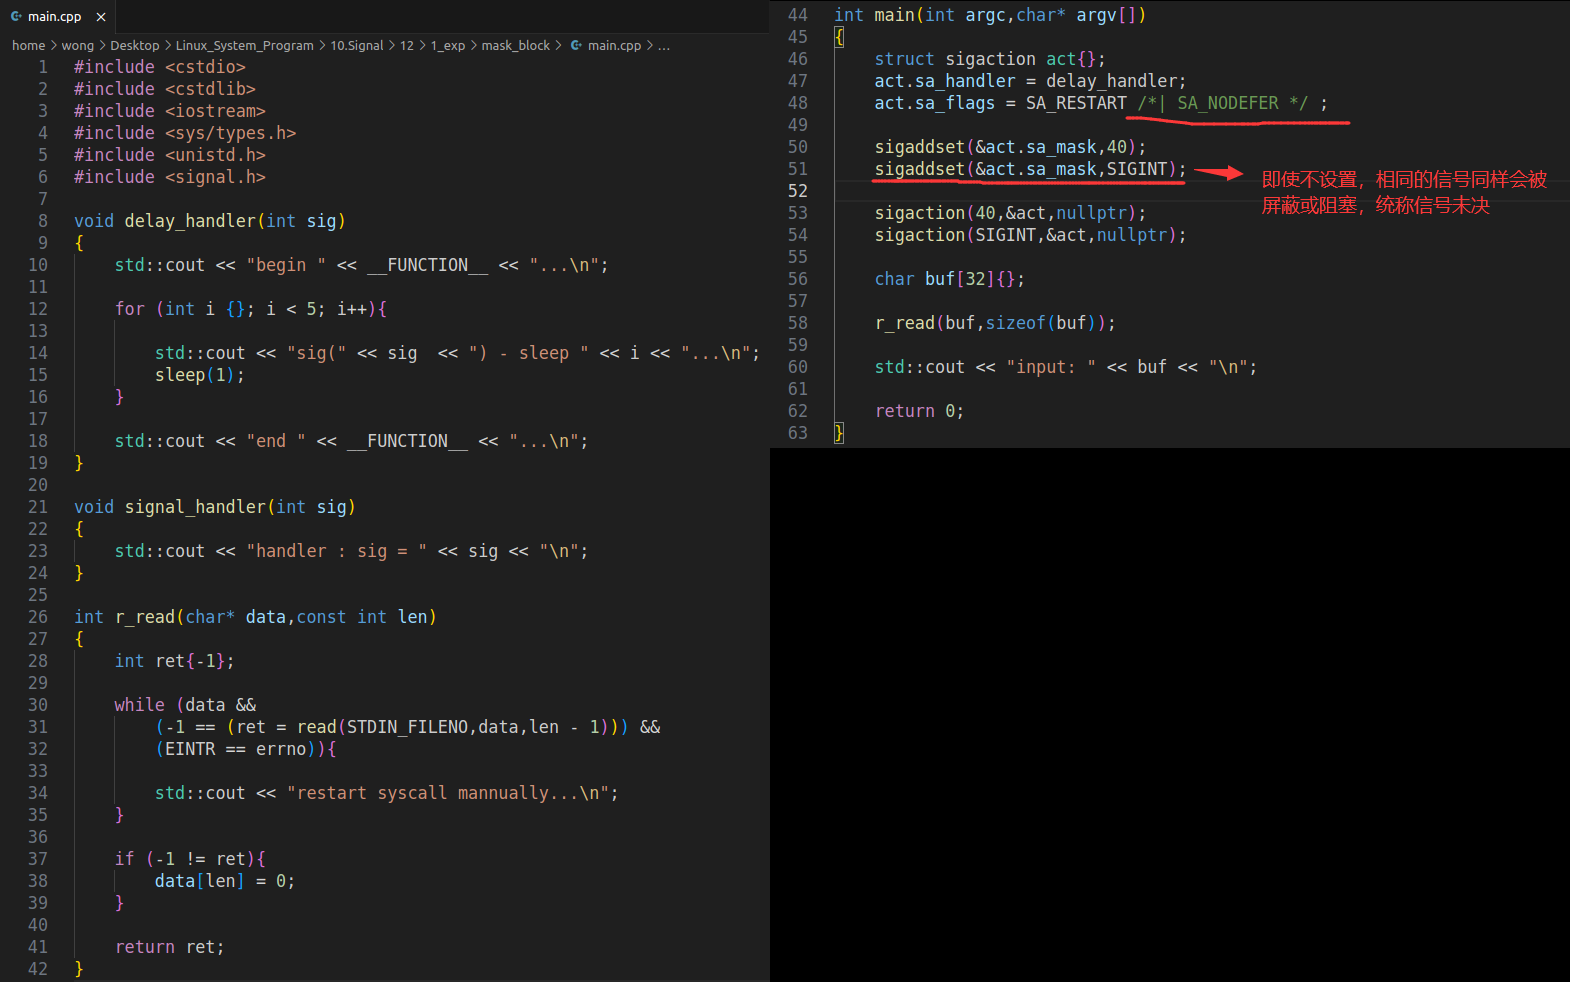 main.cpp ×
home > wong > Desktop > Linux_System_Program > 10.Signal > 12 > 1_exp > mask_block > main.cpp > ...
1 #include <cstdio>
2 #include <cstdlib>
3 #include <iostream>
4 #include <sys/types.h>
5 #include <unistd.h>
6 #include <signal.h>
7
8 void delay_handler(int sig)
9 {
10 std::cout << "begin " << __FUNCTION__ << "...\n";
11
12 for (int i {}; i < 5; i++){
13
14 std::cout << "sig(" << sig  << ") - sleep " << i << "...\n";
15 sleep(1);
16 }
17
18 std::cout << "end " << __FUNCTION__ << "...\n";
19 }
20
21 void signal_handler(int sig)
22 {
23 std::cout << "handler : sig = " << sig << "\n";
24 }
25
26 int r_read(char* data,const int len)
27 {
28 int ret{-1};
29
30 while (data &&
31 (-1 == (ret = read(STDIN_FILENO,data,len - 1))) &&
32 (EINTR == errno)){
33
34 std::cout << "restart syscall mannually...\n";
35 }
36
37 if (-1 != ret){
38 data[len] = 0;
39 }
40
41 return ret;
42 }
44 int main(int argc,char* argv[])
45 {
46 struct sigaction act{};
47 act.sa_handler = delay_handler;
48 act.sa_flags = SA_RESTART /*| SA_NODEFER */ ;
49
50 sigaddset(&act.sa_mask,40);
51 sigaddset(&act.sa_mask,SIGINT);
即使不设置，相同的信号同样会被
屏蔽或阻塞，统称信号未决
52
53 sigaction(40,&act,nullptr);
54 sigaction(SIGINT,&act,nullptr);
55
56 char buf[32]{};
57
58 r_read(buf,sizeof(buf));
59
60 std::cout << "input: " << buf << "\n";
61
62 return 0;
63 }